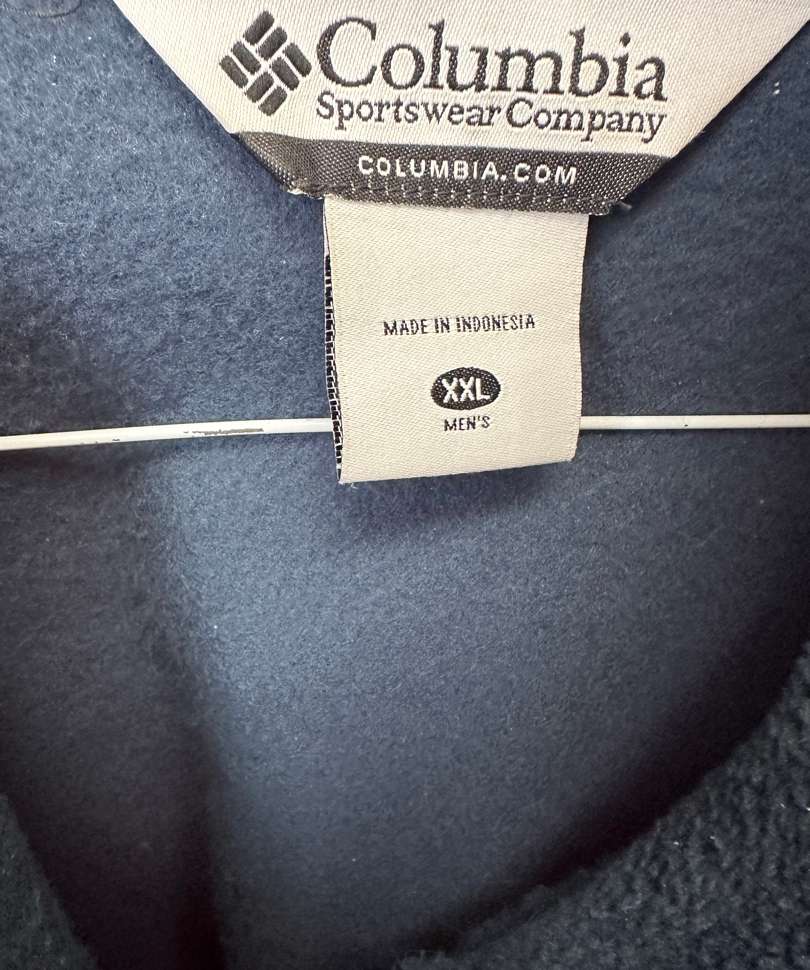 Columbia
Sportswear Company
COLUMBIA.COM
MADE IN INDONESIA
XXL
MEN'S